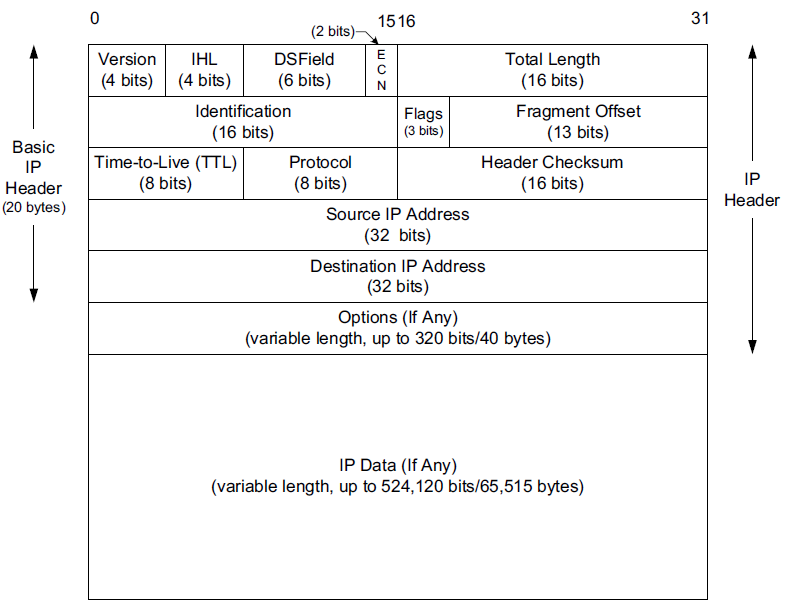 0 15 16 31
(2 bits)
Version IHL DSField E C N Total Length
(4 bits) (4 bits) (6 bits) (16 bits)
Identification Flags Fragment Offset
(16 bits) (3 bits) (13 bits)
Time-to-Live (TTL) Protocol Header Checksum
(8 bits) (8 bits) (16 bits)
Basic
IP
Header
(20 bytes)
IP
Header
Source IP Address
(32 bits)
Destination IP Address
(32 bits)
Options (If Any)
(variable length, up to 320 bits/40 bytes)
IP Data (If Any)
(variable length, up to 524,120 bits/65,515 bytes)